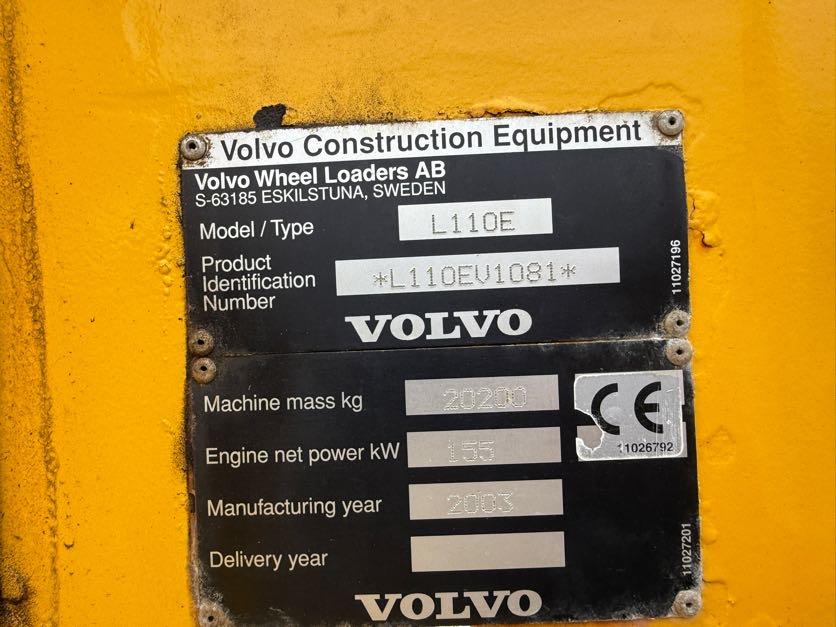 Volvo Construction Equipment
Volvo Wheel Loaders AB
S-63185 ESKILSTUNA, SWEDEN
Model / Type L110E
Product
Identification *L110EV1081*
Number
11027196
VOLVO
Machine mass kg 20200
CE
Engine net power kW 155
11026792
Manufacturing year 2003
Delivery year
11027201
VOLVO